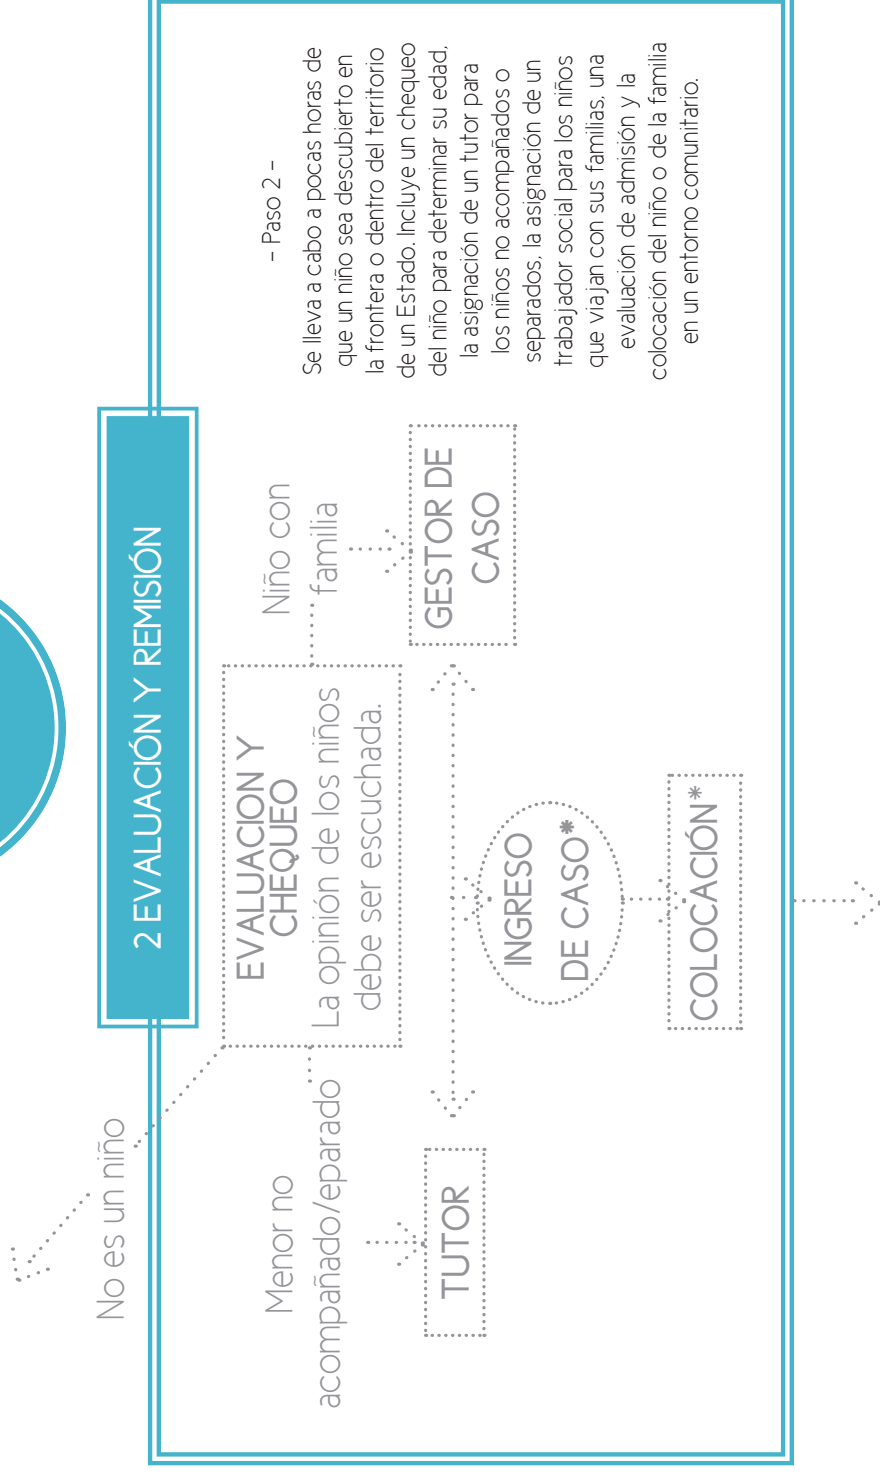 2 EVALUACIÓN Y REMISIÓN
No es un niño
EVALUACION Y
CHEQUEO
La opinión de los niños
debe ser escuchada.
Menor no
acompañado/eparado
Niño con
familia
TUTOR
GESTOR DE
CASO
INGRESO
DE CASO*
COLOCACIÓN*
– Paso 2 –
Se lleva a cabo a pocas horas de
que un niño sea descubierto en
la frontera o dentro del territorio
de un Estado. Incluye un chequeo
del niño para determinar su edad,
la asignación de un tutor para
los niños no acompañados o
separados, la asignación de un
trabajador social para los niños
que viajan con sus familias, una
evaluación de admisión y la
colocación del niño o de la familia
en un entorno comunitario.